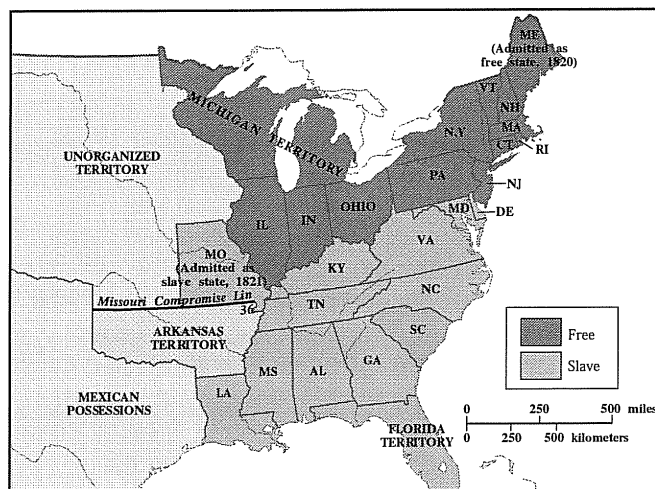 ME
(Admitted as
free state, 1820)
VT
NH
MICHIGAN TERRITORY
N.Y
MA
CT
RI
UNORGANIZED
TERRITORY
PA
NJ
OHIO
IL
IN
MD
DE
MO
(Admitted as
slave state, 1821)
VA
KY
Missouri Compromise Lin
36
NC
TN
ARKANSAS
TERRITORY
SC
Free
Slave
MS
AL
GA
MEXICAN
POSSESSIONS
LA
FLORIDA
TERRITORY
0 250 500 miles
0 250 500 kilometers